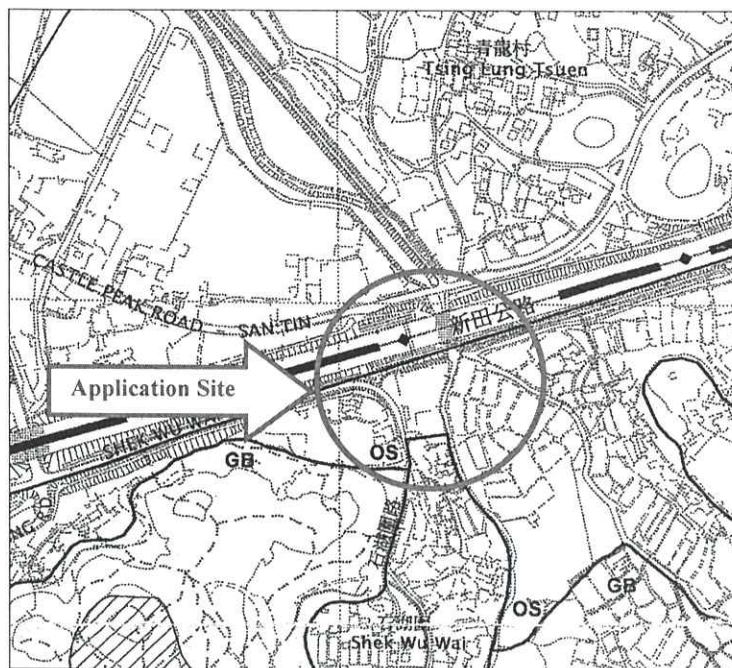 青龍村
Tsing Lung Tsuen
CASTLE PEAK ROAD
SAN TIN
新田公路
Application Site
SHEK WU WAI
GB
OS
OS
GB
Shek Wu Wai